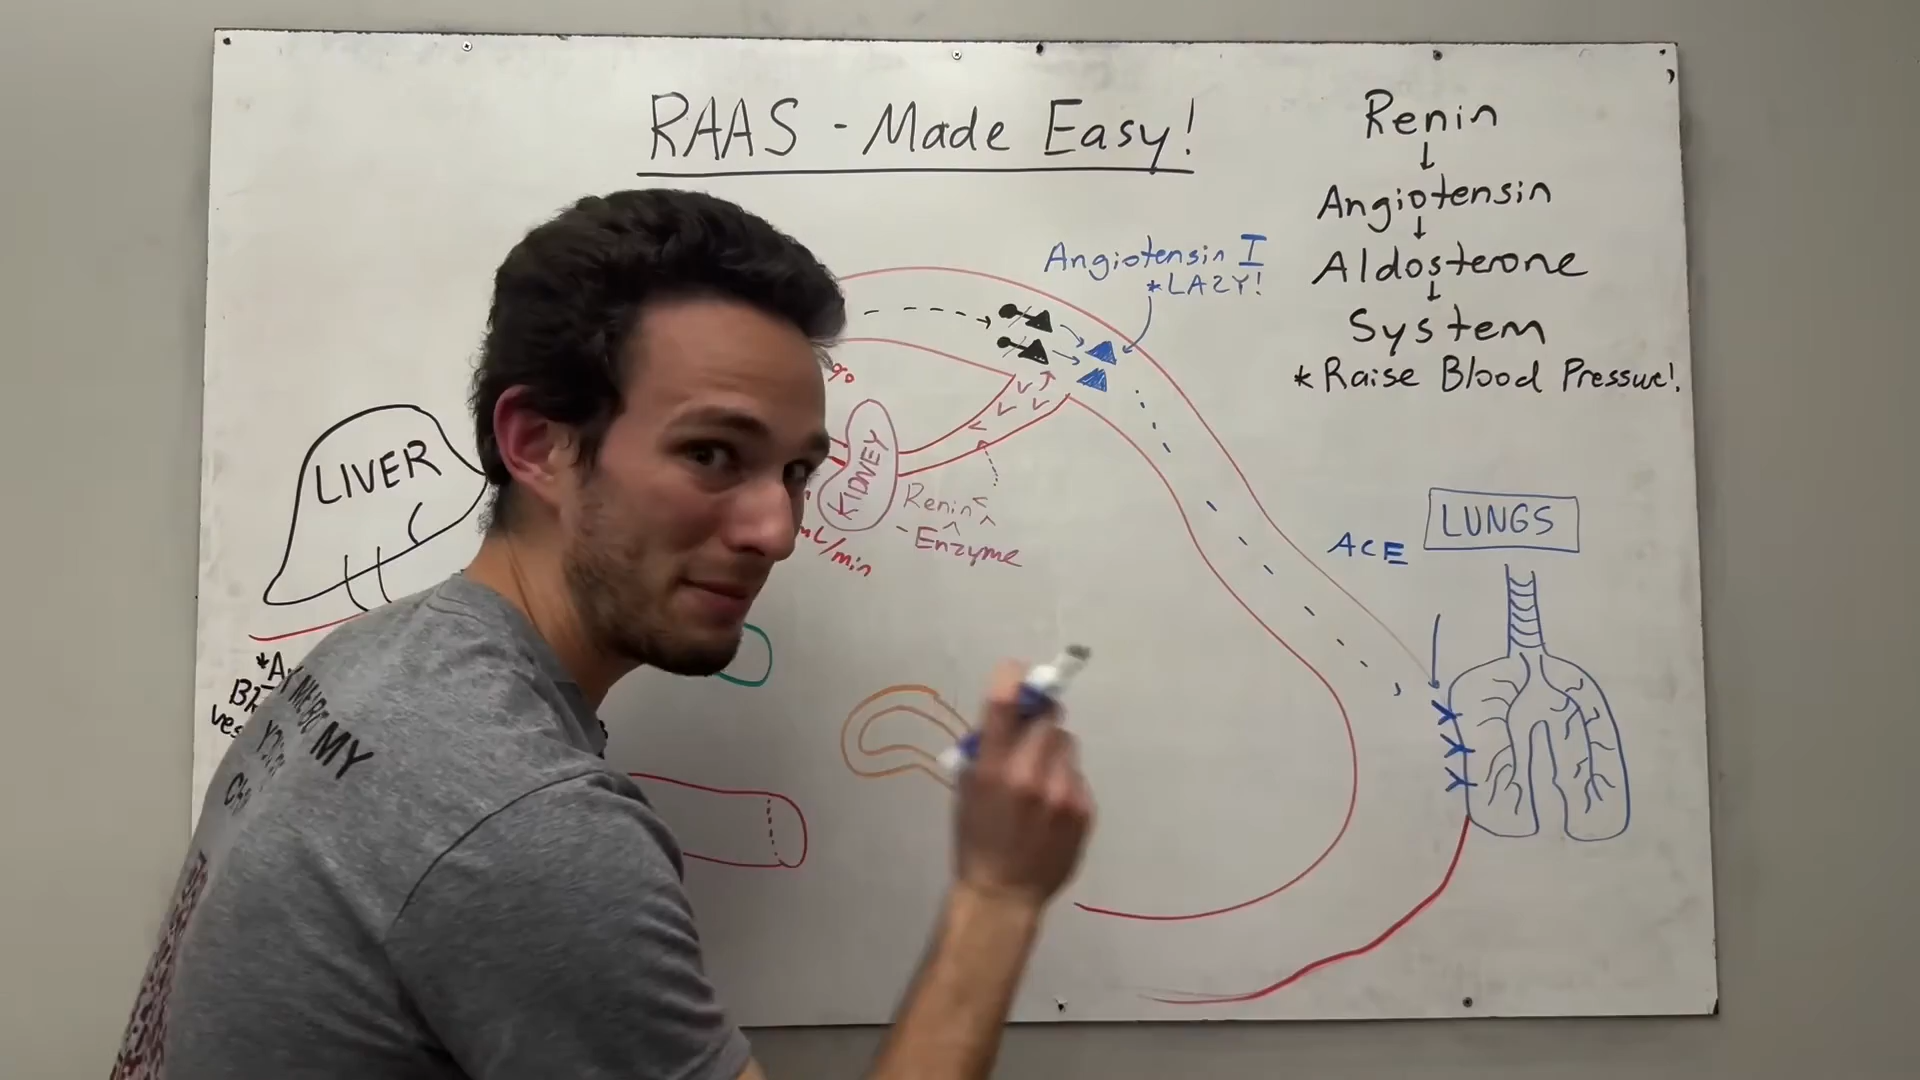 RAAS - Made Easy!
Renin
↓
Angiotensin
↓
Aldosterone
↓
System
*Raise Blood Pressure!
Angiotensin I
*LAZY!
LIVER
KIDNEY
Renin
- Enzyme
mL/min
ACE
LUNGS
MY